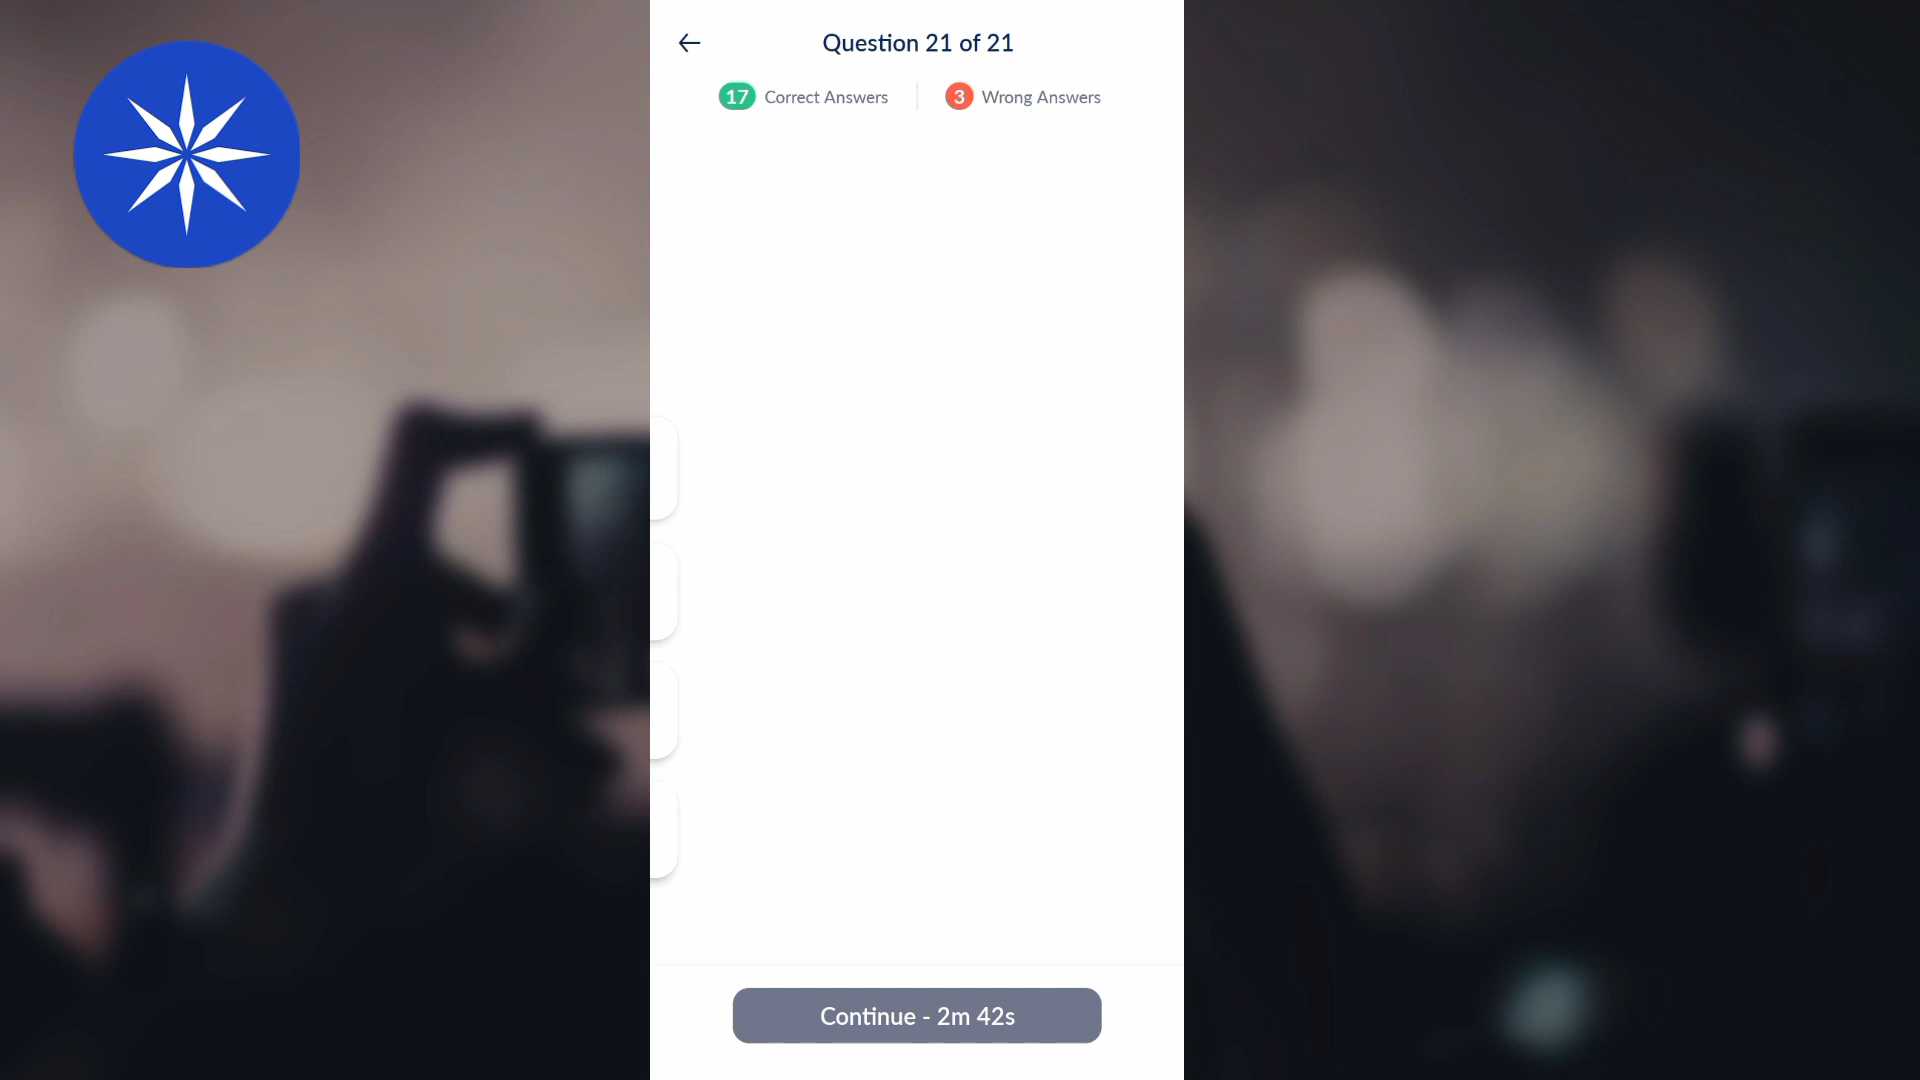 Question 21 of 21
17 Correct Answers
3 Wrong Answers
Continue - 2m 42s